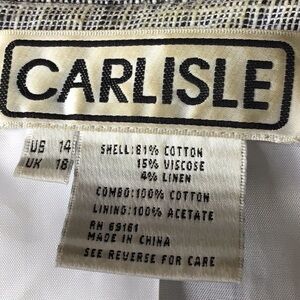 CARLISLE
US 14
UK 18
SHELL:81% COTTON
15% VISCOSE
4% LINEN
COMBO:100% COTTON
LINING:100% ACETATE
RN 69161
MADE IN CHINA
SEE REVERSE FOR CARE